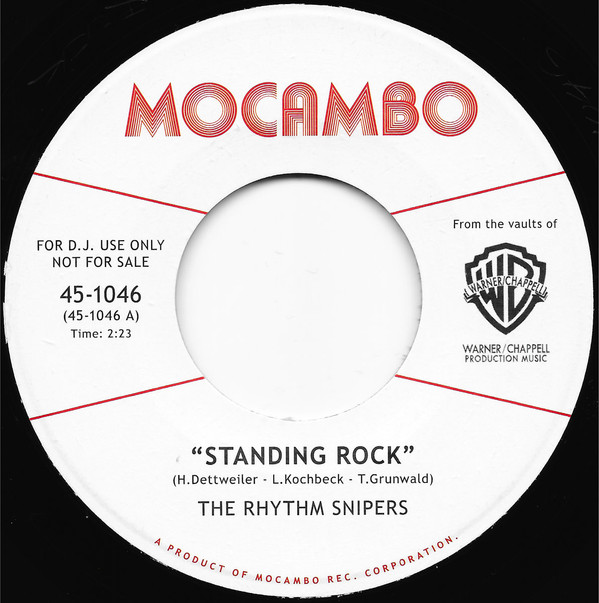 MOCAMBO
FOR D.J. USE ONLY
NOT FOR SALE
45-1046
(45-1046 A)
Time: 2:23
From the vaults of
WARNER/CHAPPELL
WARNER/CHAPPELL
PRODUCTION MUSIC
“STANDING ROCK”
(H.Dettweiler - L.Kochbeck - T.Grunwald)
THE RHYTHM SNIPERS
A PRODUCT OF MOCAMBO REC. CORPORATION.